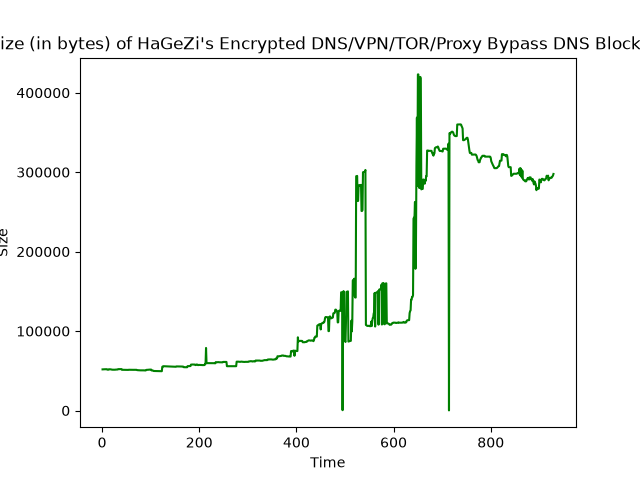 ize (in bytes) of HaGeZi's Encrypted DNS/VPN/TOR/Proxy Bypass DNS Block
400000
300000
200000
100000
0
Size
0 200 400 600 800
Time